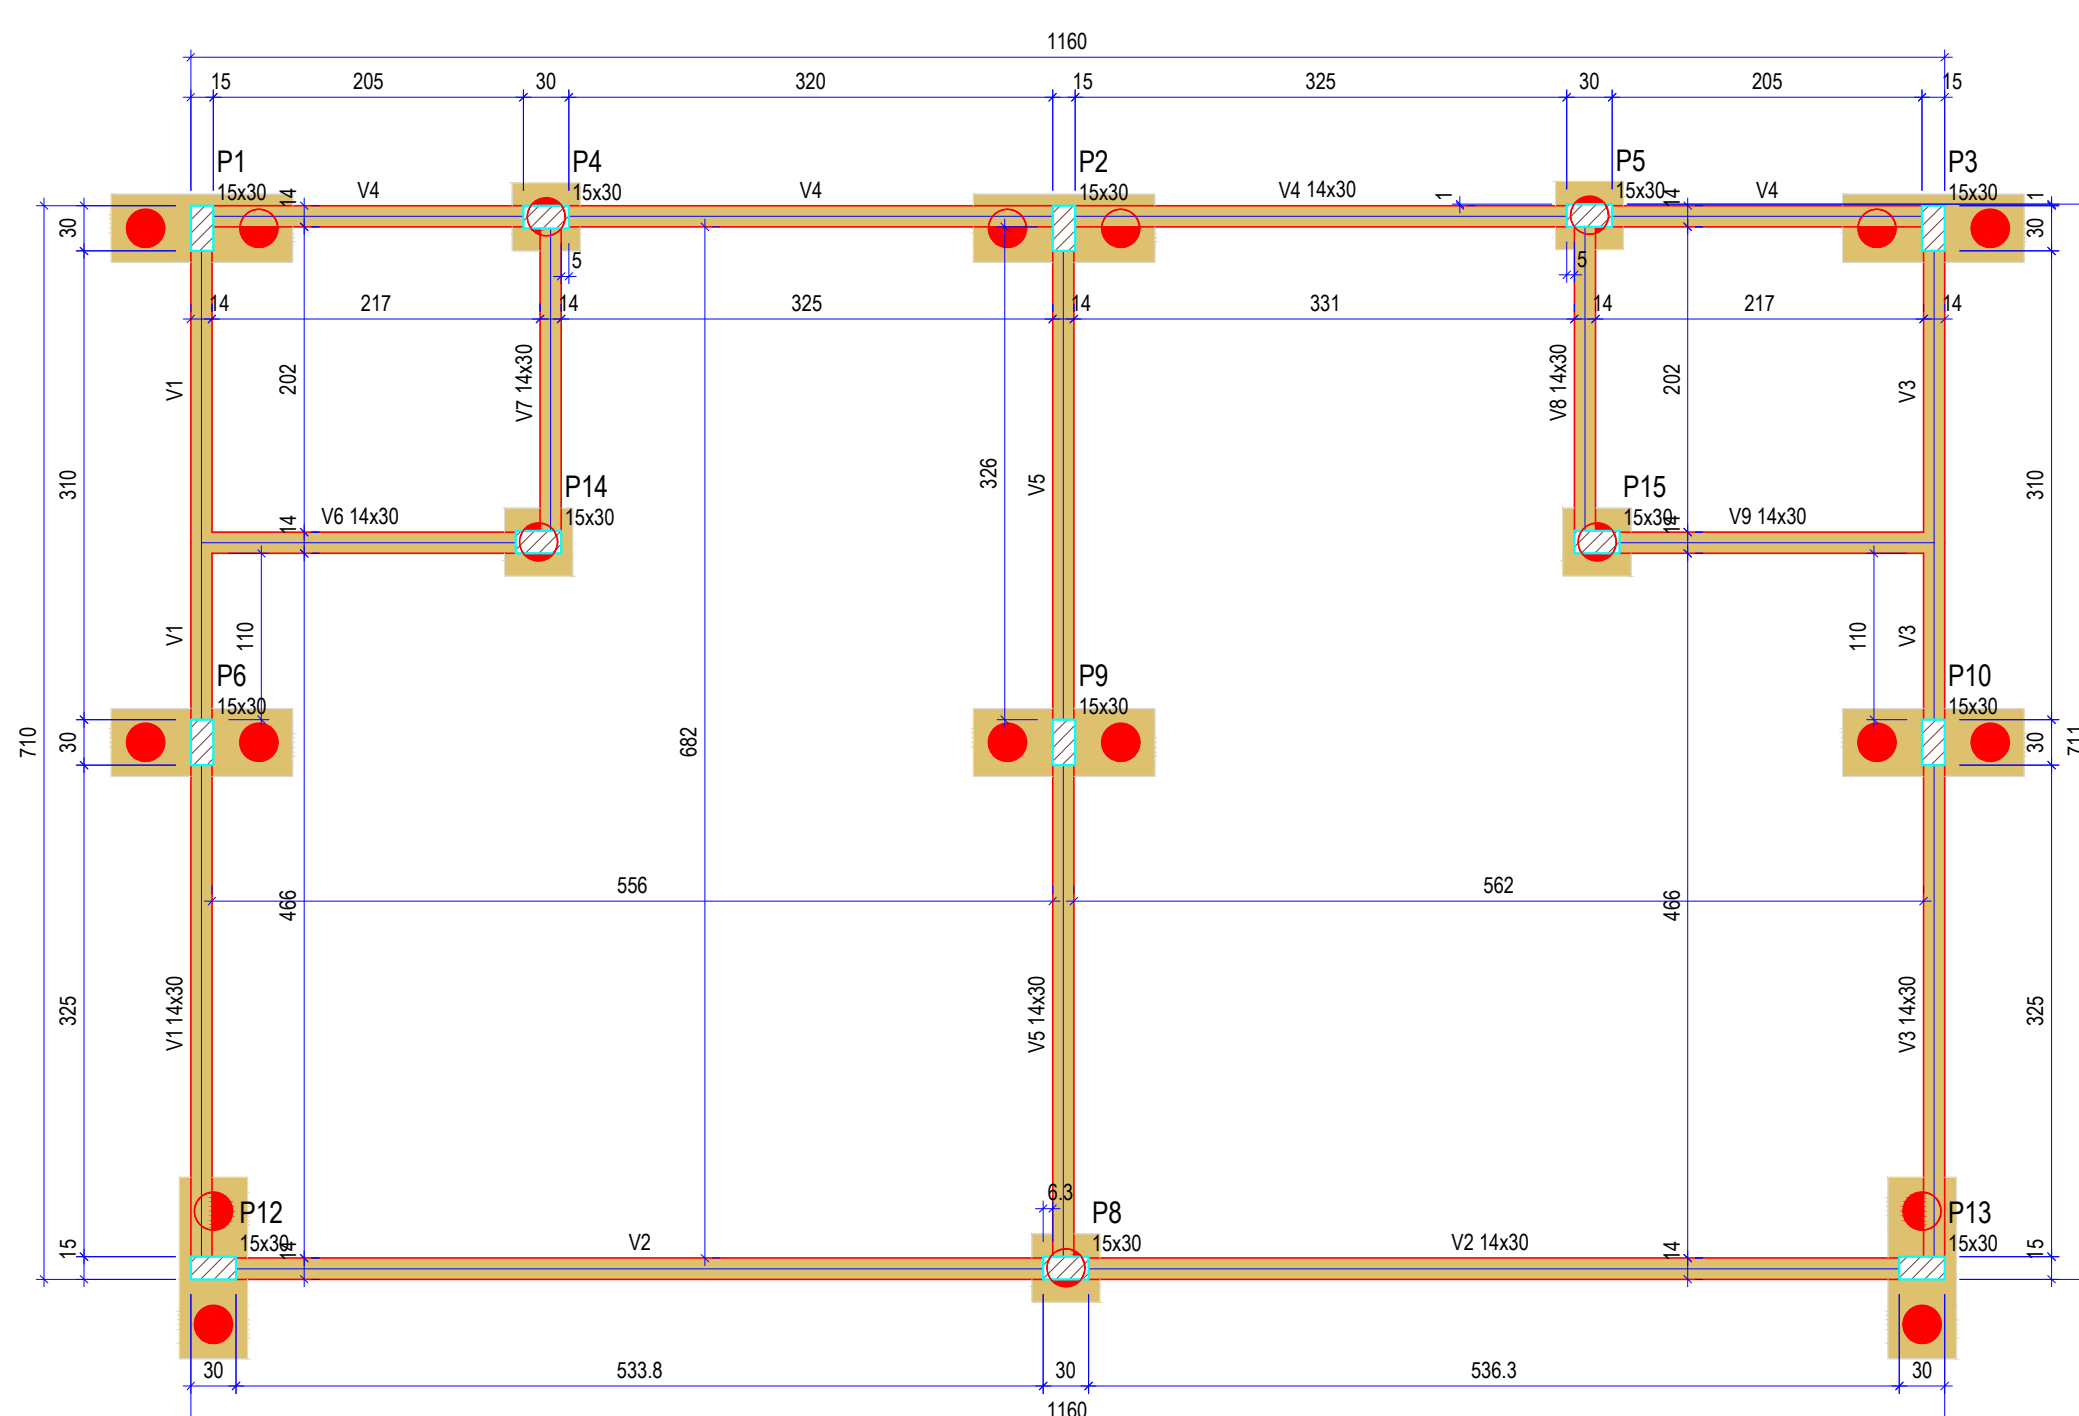 1160
15 205 30 320 15 325 30 205 15
P1 P4 P2 P5 P3
15x30 15x30 15x30 15x30 15x30
V4 V4 V4 14x30 V4
14 1 14 1
30 30
5 5
14 217 14 325 14 331 14 217 14
V1 202 V7 14x30 V8 14x30 202 V3
310 326 V5 310
P14 P15
15x30 15x30
V6 14x30 V9 14x30
14 14
V1 110 110 V3
P6 P9 P10
15x30 15x30 15x30
710 30 682 30 711
556 562
466 466
325 V1 14x30 V5 14x30 V3 14x30 325
6.3
P12 P8 P13
15x30 15x30 15x30
15 14 V2 V2 14x30 14 15
30 533.8 30 536.3 30
1160